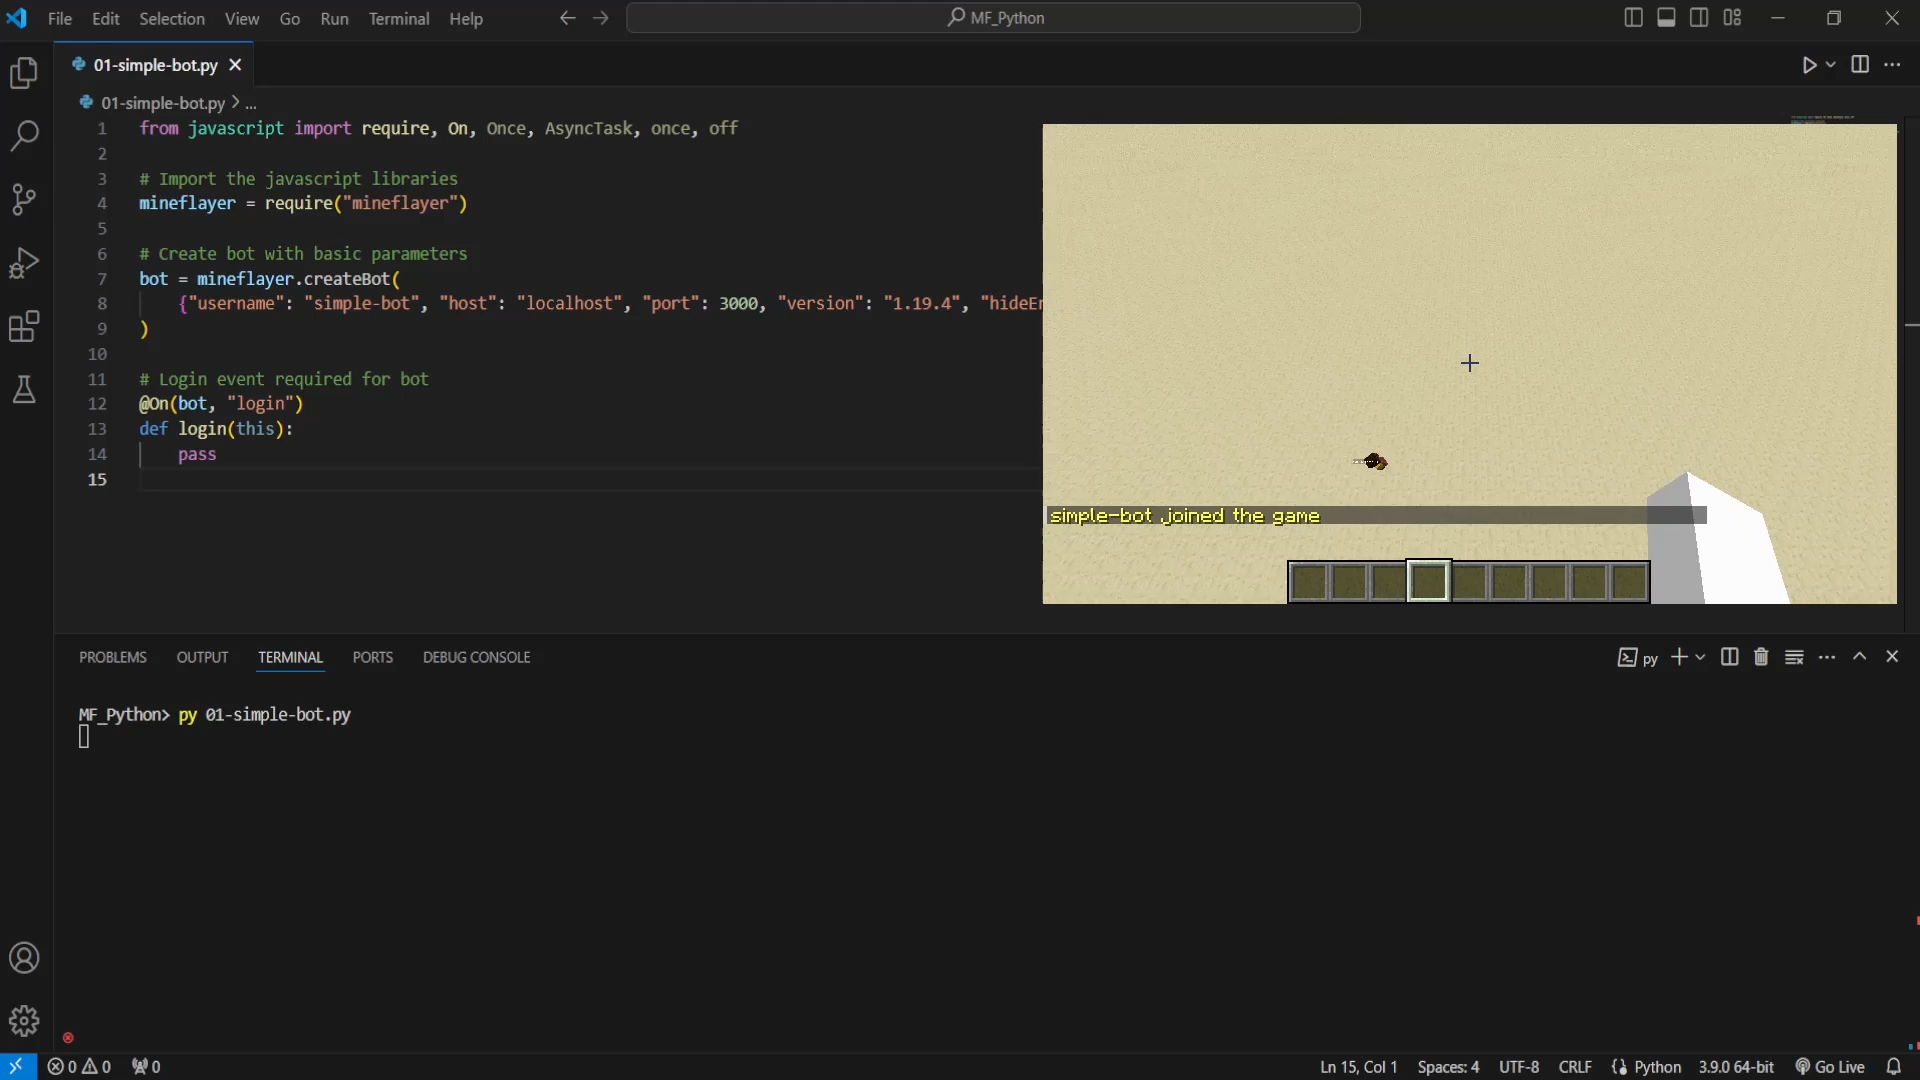 File Edit Selection View Go Run Terminal Help MF_Python
01-simple-bot.py
01-simple-bot.py > ...
1 from javascript import require, On, Once, AsyncTask, once, off
2
3 # Import the javascript libraries
4 mineflayer = require("mineflayer")
5
6 # Create bot with basic parameters
7 bot = mineflayer.createBot(
8 {"username": "simple-bot", "host": "localhost", "port": 3000, "version": "1.19.4", "hideEr
9 )
10
11 # Login event required for bot
12 @On(bot, "login")
13 def login(this):
14 pass
15
simple-bot joined the game
PROBLEMS OUTPUT TERMINAL PORTS DEBUG CONSOLE py
MF_Python> py 01-simple-bot.py
0 0 0 Ln 15, Col 1 Spaces: 4 UTF-8 CRLF Python 3.9.0 64-bit Go Live